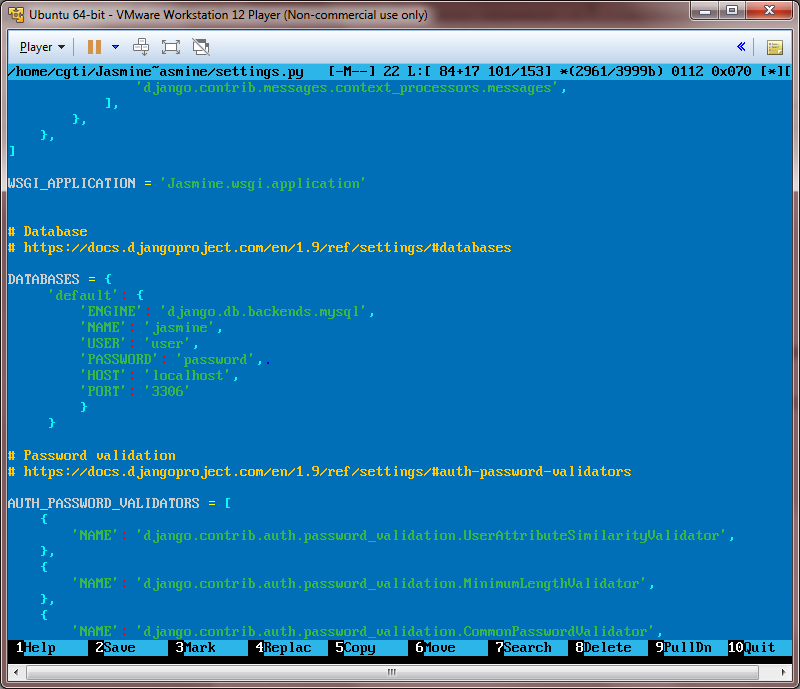 Ubuntu 64-bit - VMware Workstation 12 Player (Non-commercial use only)
Player
/home/cgti/Jasmine~asmine/settings.py [-M--] 22 L:[ 84+17 101/153] *(2961/3999b) 0112 0x070 [*][
'django.contrib.messages.context_processors.messages',
],
},
},
]
WSGI_APPLICATION = 'Jasmine.wsgi.application'
# Database
# https://docs.djangoproject.com/en/1.9/ref/settings/#databases
DATABASES = {
'default': {
'ENGINE': 'django.db.backends.mysql',
'NAME': 'jasmine',
'USER': 'user',
'PASSWORD': 'password',.
'HOST': 'localhost',
'PORT': '3306'
}
}
# Password validation
# https://docs.djangoproject.com/en/1.9/ref/settings/#auth-password-validators
AUTH_PASSWORD_VALIDATORS = [
{
'NAME': 'django.contrib.auth.password_validation.UserAttributeSimilarityValidator',
},
{
'NAME': 'django.contrib.auth.password_validation.MinimumLengthValidator',
},
{
'NAME': 'django.contrib.auth.password_validation.CommonPasswordValidator',
1Help 2Save 3Mark 4Replac 5Copy 6Move 7Search 8Delete 9PullDn 10Quit